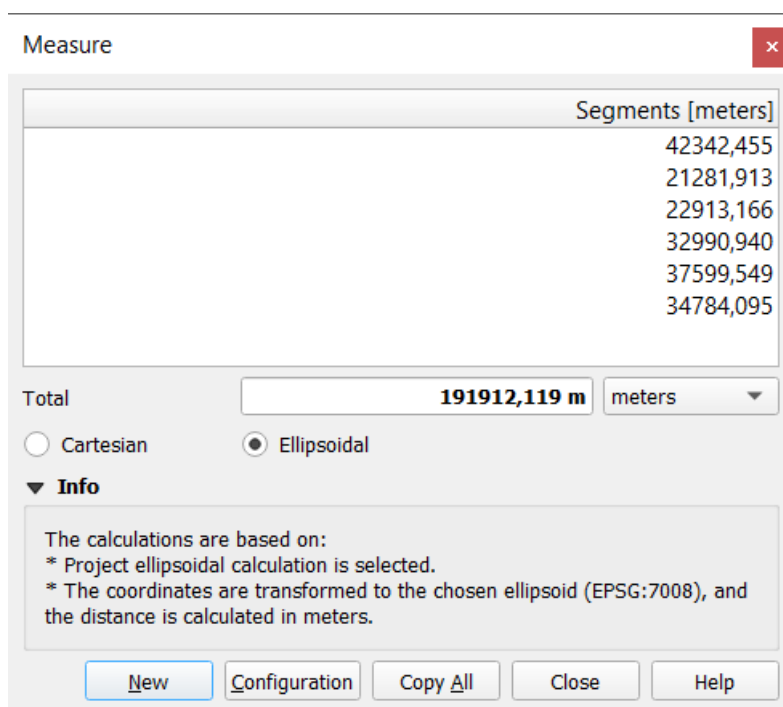 Measure
Segments [meters]
42342,455
21281,913
22913,166
32990,940
37599,549
34784,095
Total 191912,119 m meters
Cartesian Ellipsoidal
Info
The calculations are based on:
* Project ellipsoidal calculation is selected.
* The coordinates are transformed to the chosen ellipsoid (EPSG:7008), and
the distance is calculated in meters.
New Configuration Copy All Close Help